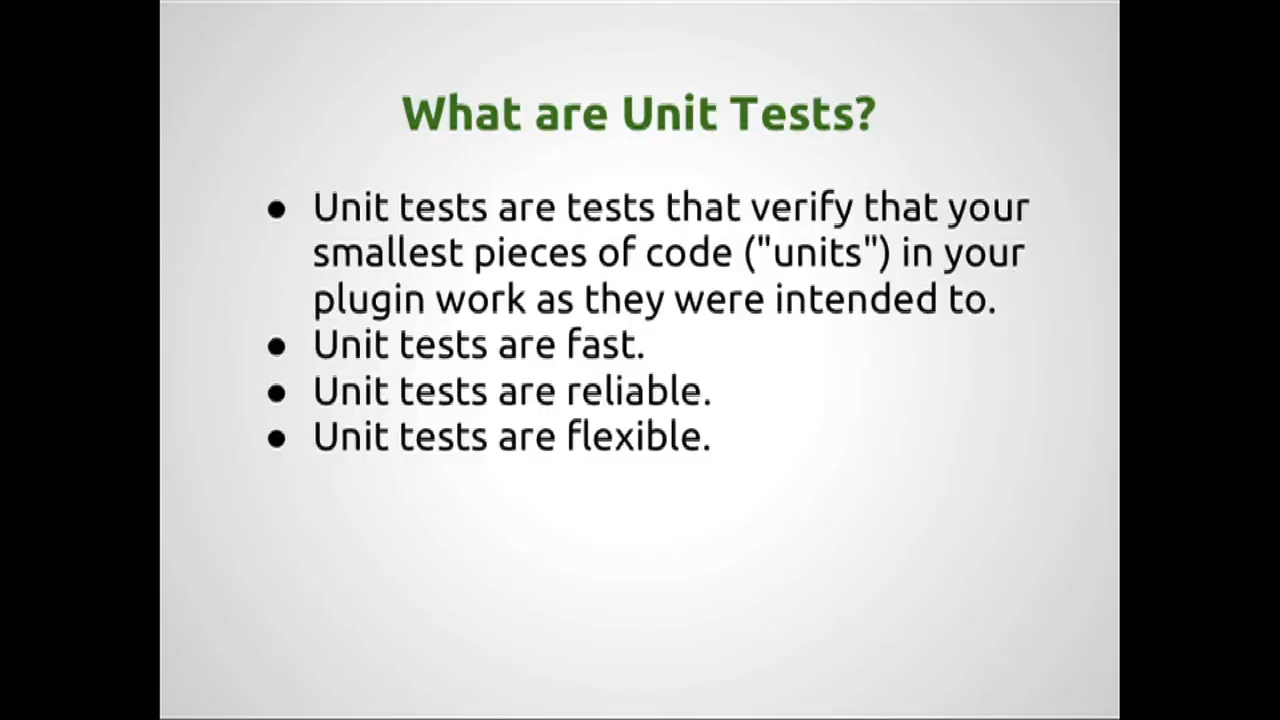 What are Unit Tests?
● Unit tests are tests that verify that your
smallest pieces of code ("units") in your
plugin work as they were intended to.
● Unit tests are fast.
● Unit tests are reliable.
● Unit tests are flexible.